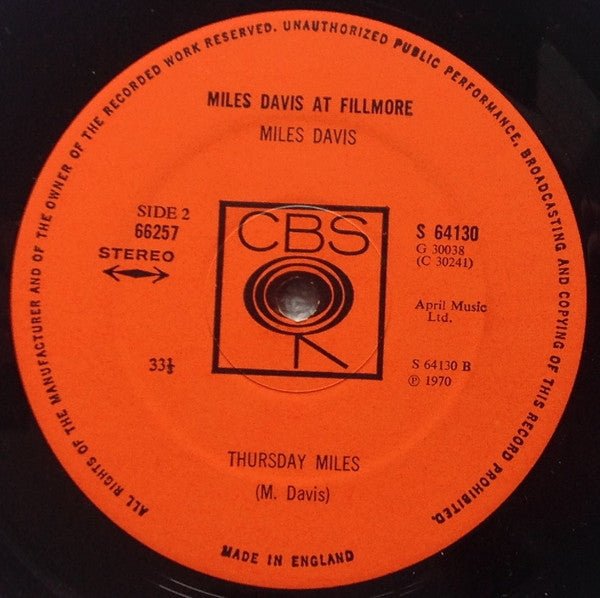 ALL RIGHTS OF THE MANUFACTURER AND OF THE OWNER OF THE RECORDED WORK RESERVED. UNAUTHORIZED PUBLIC PERFORMANCE, BROADCASTING AND COPYING OF THIS RECORD PROHIBITED.
MILES DAVIS AT FILLMORE
MILES DAVIS
SIDE 2
66257
STEREO
CBS
S 64130
G 30038
(C 30241)
April Music
Ltd.
33⅓
S 64130 B
℗ 1970
THURSDAY MILES
(M. Davis)
MADE IN ENGLAND